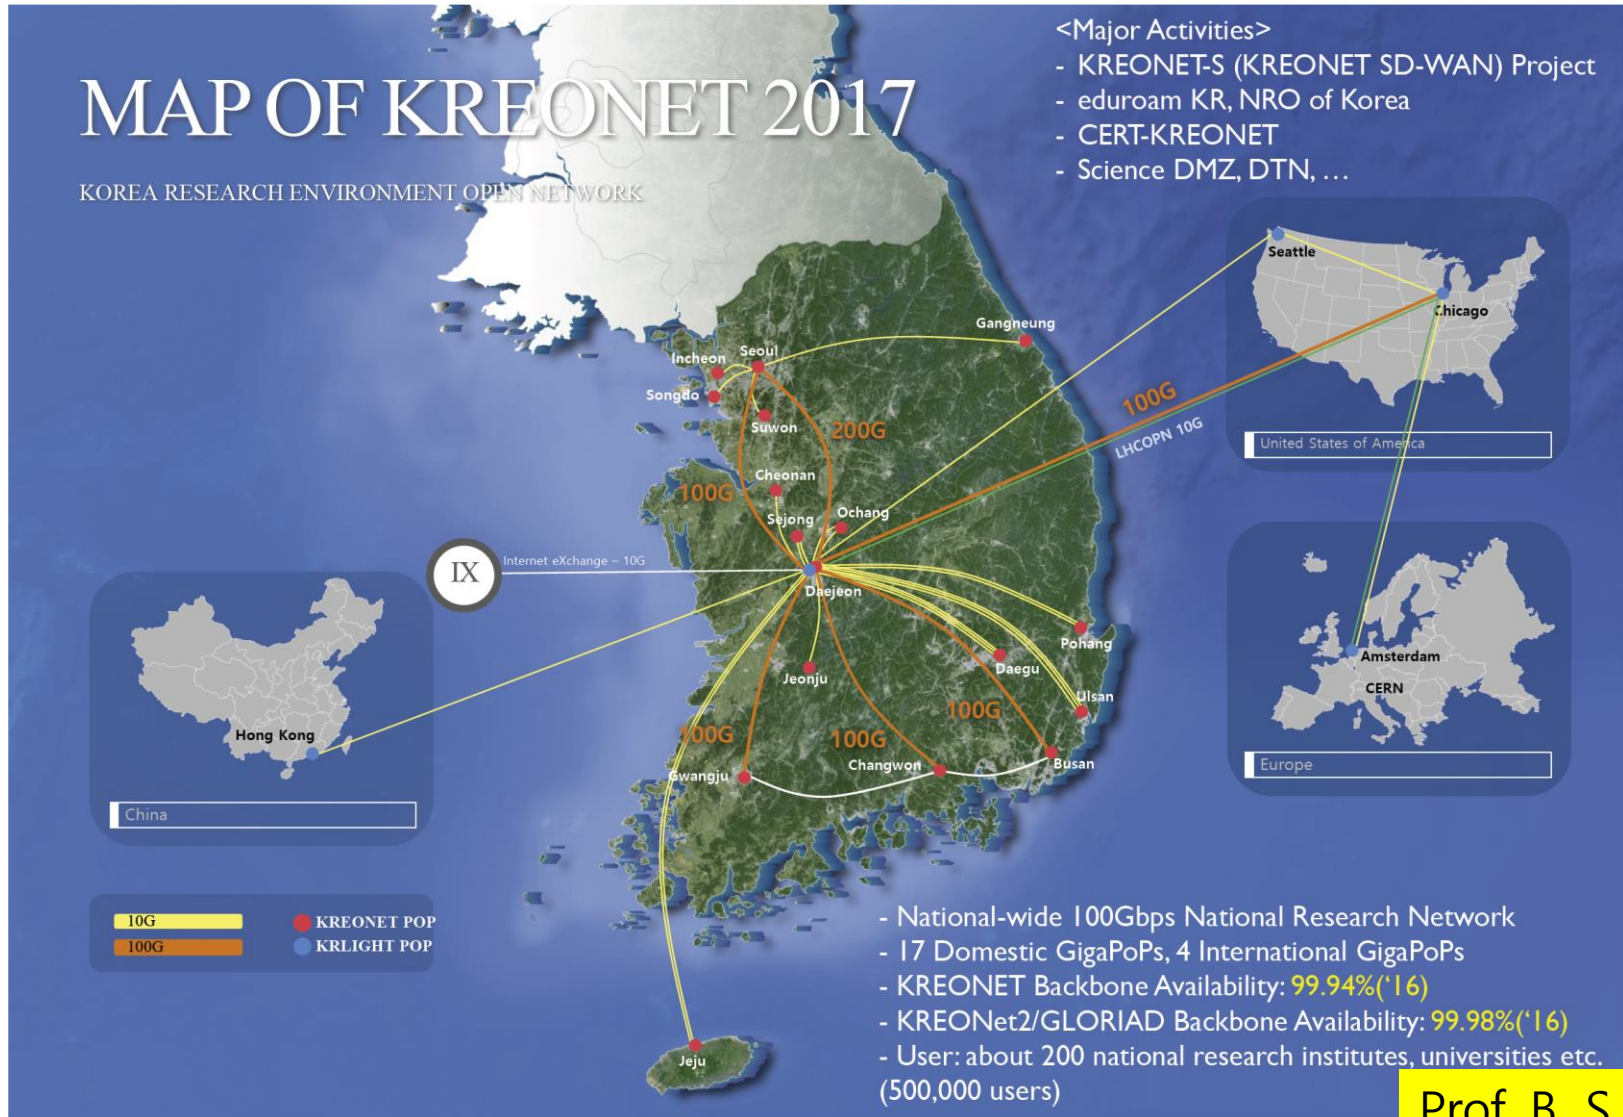 MAP OF KREONET 2017
KOREA RESEARCH ENVIRONMENT OPEN NETWORK
<Major Activities>
- KREONET-S (KREONET SD-WAN) Project
- eduroam KR, NRO of Korea
- CERT-KREONET
- Science DMZ, DTN, …
Seattle
Chicago
United States of America
Gangneung
Incheon
Seoul
Songdo
Suwon
200G
100G
LHCOPN 10G
Cheonan
100G
Sejong
Ochang
IX
Internet eXchange – 10G
Daejeon
Pohang
Daegu
Jeonju
Ulsan
100G
100G
100G
Changwon
Busan
Gwangju
Hong Kong
China
Amsterdam
CERN
Europe
10G
100G
KREONET POP
KRLIGHT POP
Jeju
- National-wide 100Gbps National Research Network
- 17 Domestic GigaPoPs, 4 International GigaPoPs
- KREONET Backbone Availability: 99.94%(‘16)
- KREONet2/GLORIAD Backbone Availability: 99.98%(‘16)
- User: about 200 national research institutes, universities etc.
(500,000 users)
Prof. B. S